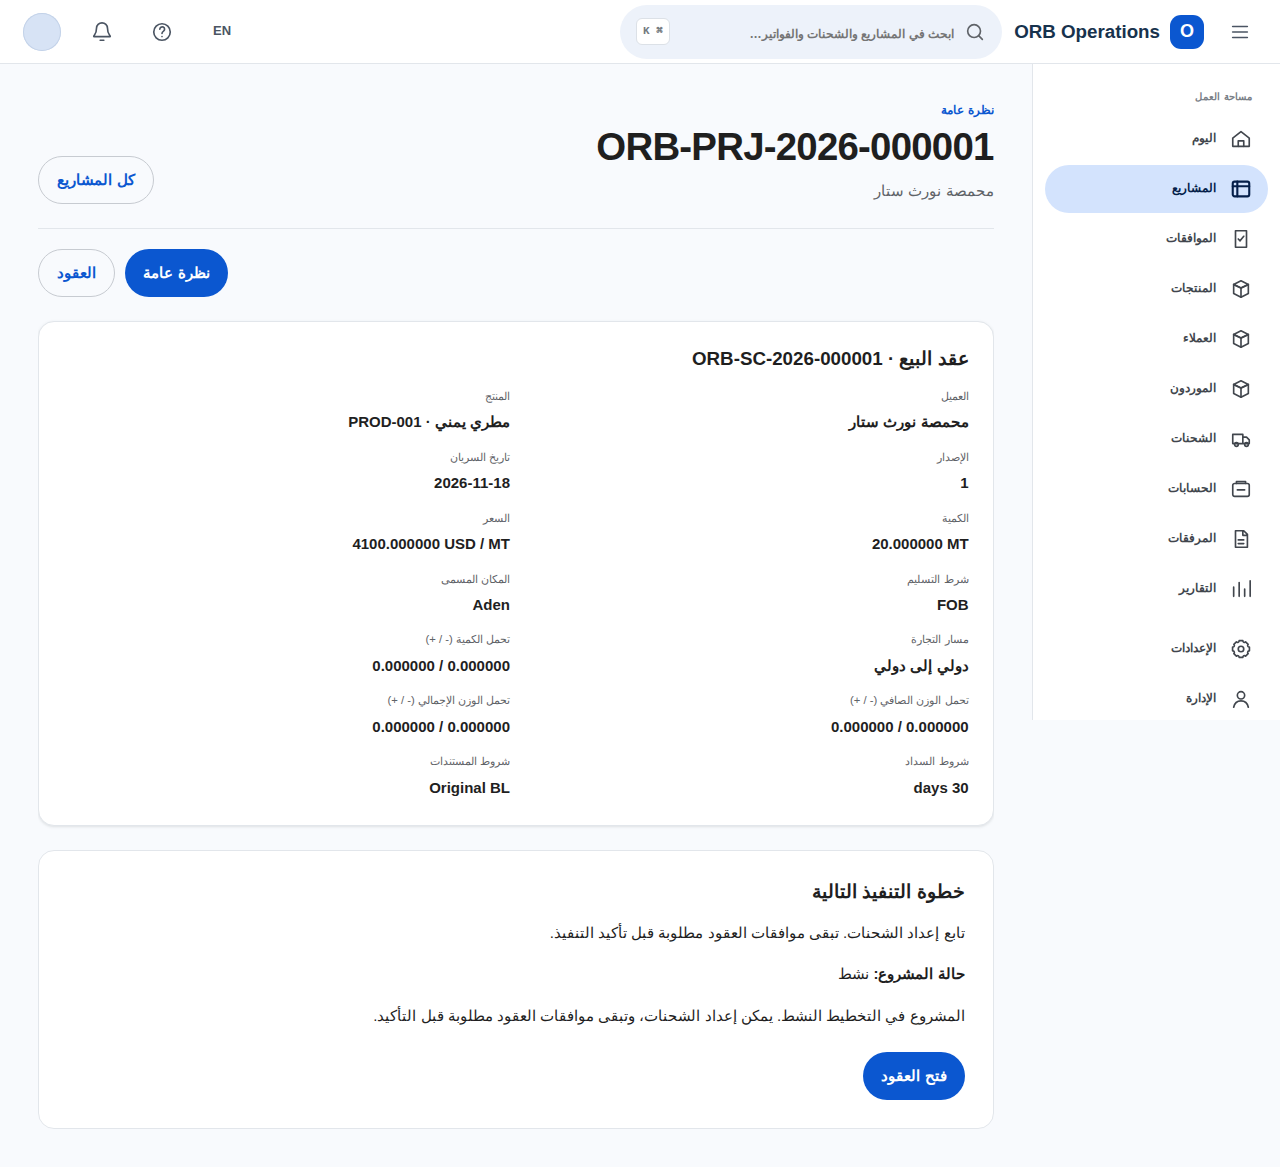 O ORB Operations
ابحث في المشاريع والشحنات والفواتير...
⌘ K
EN
مساحة العمل
اليوم
المشاريع
الموافقات
المنتجات
العملاء
الموردون
الشحنات
الحسابات
المرفقات
التقارير
الإعدادات
الإدارة
نظرة عامة
ORB-PRJ-2026-000001
محمصة نورث ستار
كل المشاريع
نظرة عامة
العقود
عقد البيع · ORB-SC-2026-000001
العميل
محمصة نورث ستار
المنتج
مطري يمني · PROD-001
الإصدار
1
تاريخ السريان
2026-11-18
الكمية
20.000000 MT
السعر
4100.000000 USD / MT
شرط التسليم
FOB
المكان المسمى
Aden
مسار التجارة
دولي إلى دولي
تحمل الكمية (- / +)
0.000000 / 0.000000
تحمل الوزن الصافي (- / +)
0.000000 / 0.000000
تحمل الوزن الإجمالي (- / +)
0.000000 / 0.000000
شروط السداد
days 30
شروط المستندات
Original BL
خطوة التنفيذ التالية
تابع إعداد الشحنات. تبقى موافقات العقود مطلوبة قبل تأكيد التنفيذ.
حالة المشروع: نشط
المشروع في التخطيط النشط. يمكن إعداد الشحنات، وتبقى موافقات العقود مطلوبة قبل التأكيد.
فتح العقود